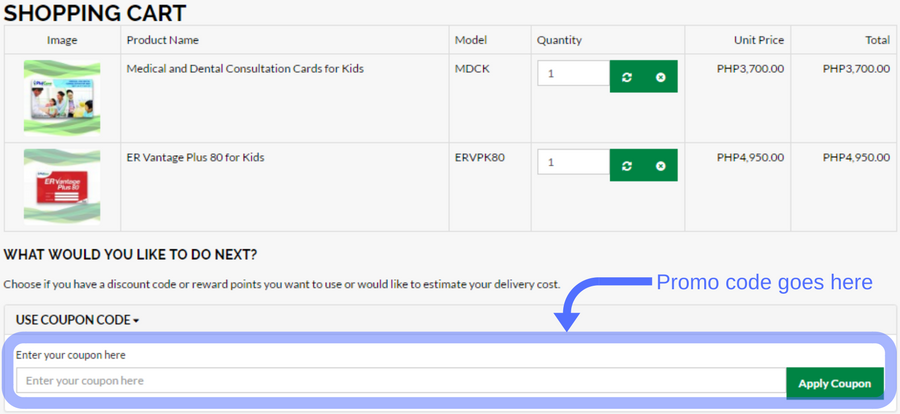 SHOPPING CART
Image Product Name Model Quantity Unit Price Total
Medical and Dental Consultation Cards for Kids MDCK 1 PHP3,700.00 PHP3,700.00
ER Vantage Plus 80 for Kids ERVPK80 1 PHP4,950.00 PHP4,950.00
ER Vantage
Plus 80
WHAT WOULD YOU LIKE TO DO NEXT?
Choose if you have a discount code or reward points you want to use or would like to estimate your delivery cost.
Promo code goes here
USE COUPON CODE
Enter your coupon here
Enter your coupon here Apply Coupon